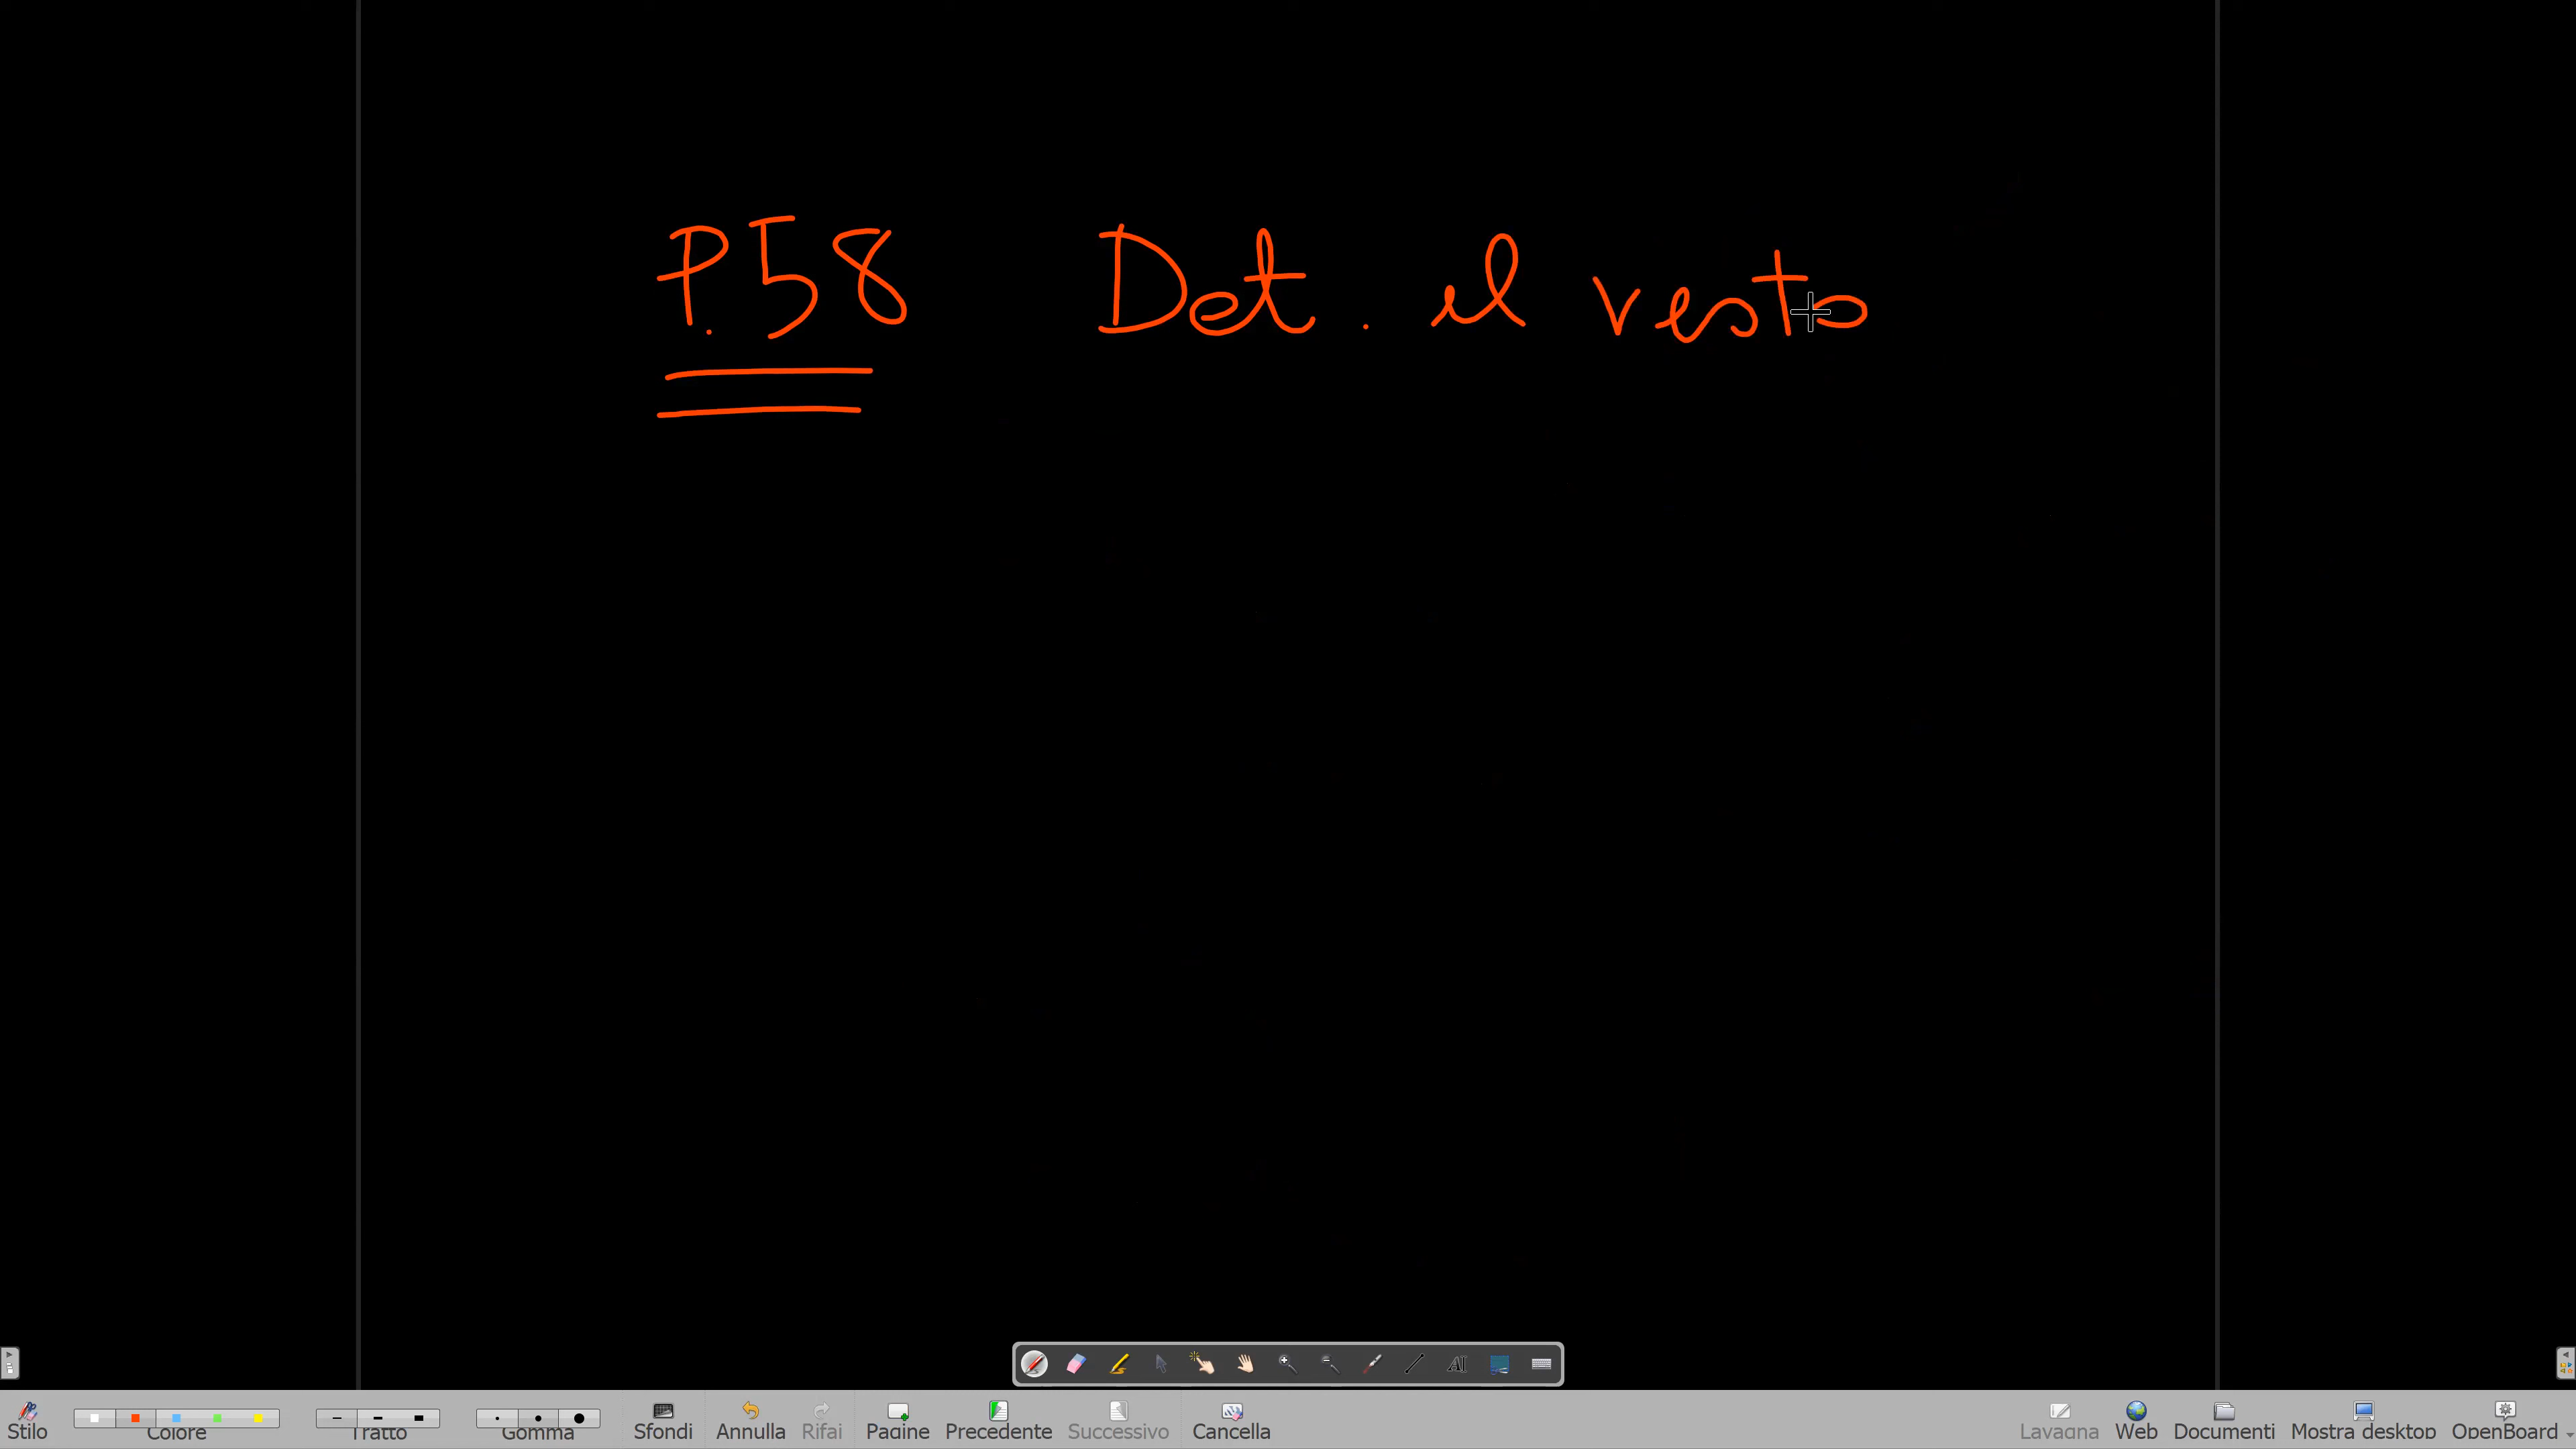 P.58 Det. il resto
Stilo Colore Tratto Gomma Sfondi Annulla Rifai Pagine Precedente Successivo Cancella Lavagna Web Documenti Mostra desktop OpenBoard